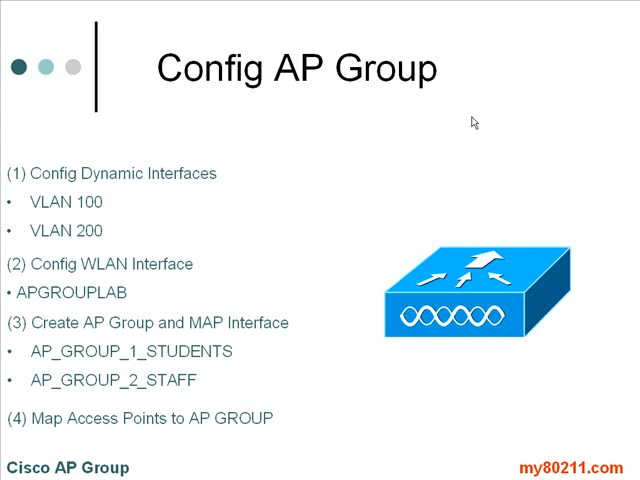 Config AP Group
(1) Config Dynamic Interfaces
• VLAN 100
• VLAN 200
(2) Config WLAN Interface
• APGROUPLAB
(3) Create AP Group and MAP Interface
• AP_GROUP_1_STUDENTS
• AP_GROUP_2_STAFF
(4) Map Access Points to AP GROUP
Cisco AP Group
my80211.com